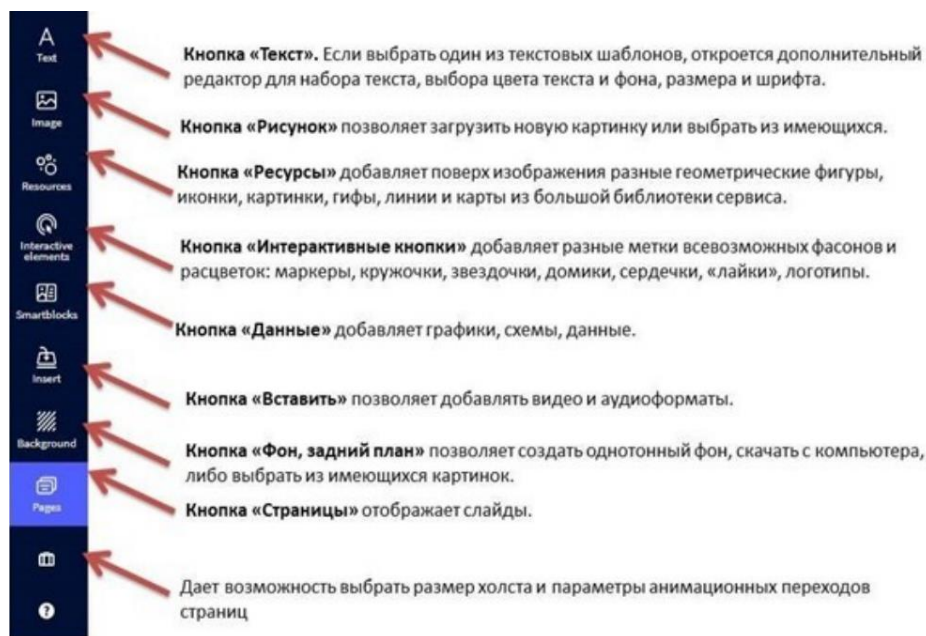 A
Text
Кнопка «Текст». Если выбрать один из текстовых шаблонов, откроется дополнительный
редактор для набора текста, выбора цвета текста и фона, размера и шрифта.
Image
Кнопка «Рисунок» позволяет загрузить новую картинку или выбрать из имеющихся.
Resources
Кнопка «Ресурсы» добавляет поверх изображения разные геометрические фигуры,
иконки, картинки, гифы, линии и карты из большой библиотеки сервиса.
Interactive
elements
Кнопка «Интерактивные кнопки» добавляет разные метки всевозможных фасонов и
расцветок: маркеры, кружочки, звездочки, домики, сердечки, «лайки», логотипы.
Smartblocks
Кнопка «Данные» добавляет графики, схемы, данные.
Insert
Кнопка «Вставить» позволяет добавлять видео и аудиоформаты.
Background
Кнопка «Фон, задний план» позволяет создать однотонный фон, скачать с компьютера,
либо выбрать из имеющихся картинок.
Pages
Кнопка «Страницы» отображает слайды.
Дает возможность выбрать размер холста и параметры анимационных переходов
страниц
?